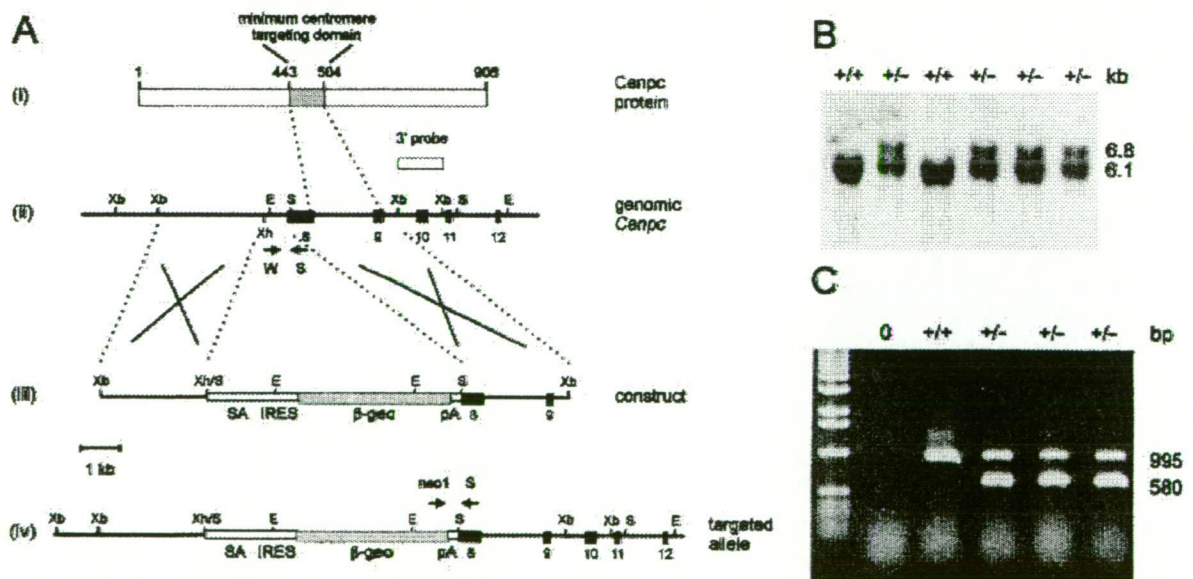 A
minimum centromere
targeting domain
1 443 504
(i)
Cenpc
protein
3' probe
Xb Xb E S Xb Xb S E
(ii)
genomic
Cenpc
Xh 8 9 10 11 12
W S
Xb Xh/S E E S Xb
(iii)
construct
SA IRES β-geo pA 8 9
1 kb
neo1 S
Xb Xb Xh/S E E S Xb Xb S E
(iv)
targeted
allele
SA IRES β-geo pA 8 9 10 11 12
B
+/+ +/- +/+ +/- +/- +/- kb
6.8
6.1
C
0 +/+ +/- +/- +/- bp
995
580